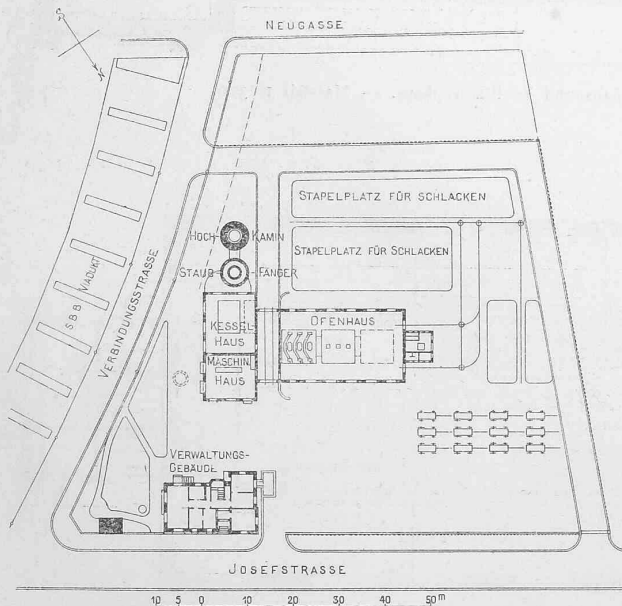 NEUGASSE
S
N
STAPELPLATZ FÜR SCHLACKEN
HOCH- KAMIN
STAPELPLATZ FÜR SCHLACKEN
STAUB- FÄNGER
SBB VIADUKT
VERBINDUNGSSTRASSE
KESSEL-
HAUS
OFENHAUS
MASCHIN.
HAUS
VERWALTUNGS-
GEBÄUDE
JOSEFSTRASSE
10 5 0 10 20 30 40 50m